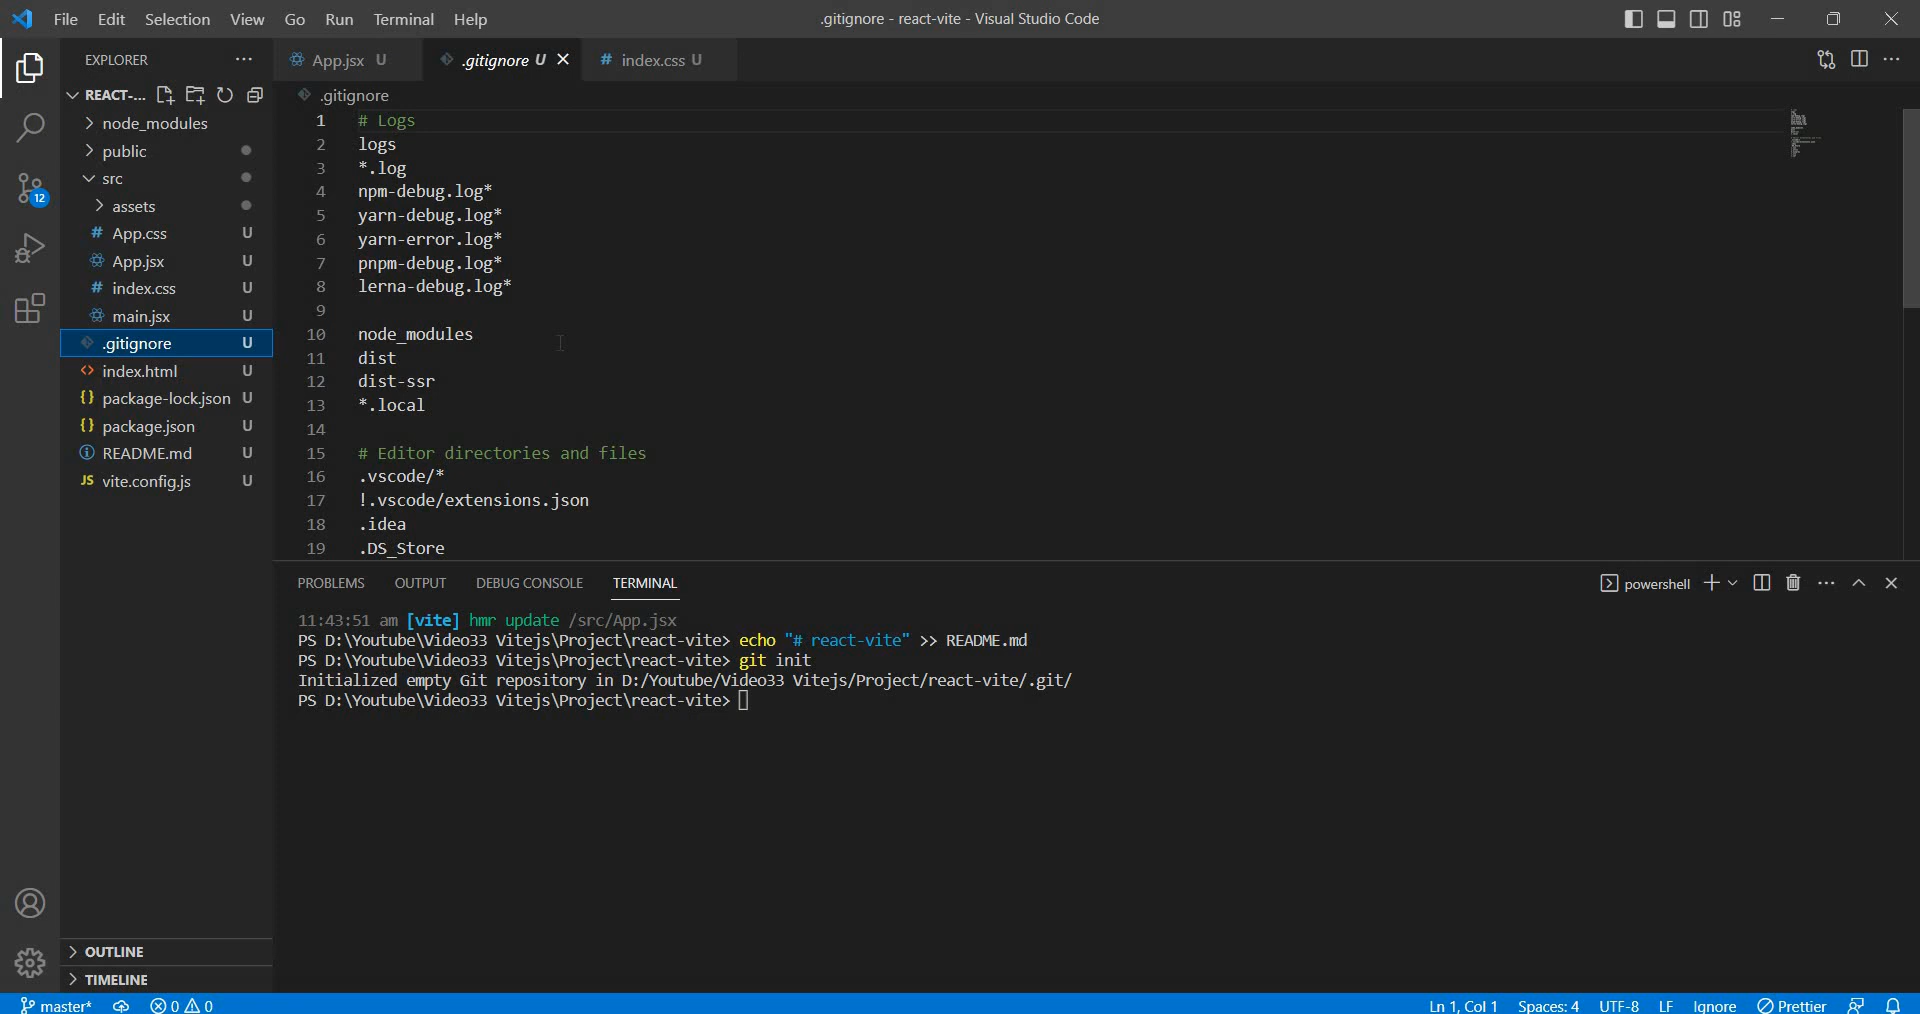 File Edit Selection View Go Run Terminal Help
.gitignore - react-vite - Visual Studio Code
EXPLORER
REACT-...
node_modules
public
src
assets
# App.css U
App.jsx U
# index.css U
main.jsx U
.gitignore U
<> index.html U
{} package-lock.json U
{} package.json U
README.md U
JS vite.config.js U
12
OUTLINE
TIMELINE
App.jsx U
.gitignore U
# index.css U
.gitignore
1 # Logs
2 logs
3 *.log
4 npm-debug.log*
5 yarn-debug.log*
6 yarn-error.log*
7 pnpm-debug.log*
8 lerna-debug.log*
9
10 node_modules
11 dist
12 dist-ssr
13 *.local
14
15 # Editor directories and files
16 .vscode/*
17 !.vscode/extensions.json
18 .idea
19 .DS_Store
PROBLEMS OUTPUT DEBUG CONSOLE TERMINAL
powershell
11:43:51 am [vite] hmr update /src/App.jsx
PS D:\Youtube\Video33 Vitejs\Project\react-vite> echo "# react-vite" >> README.md
PS D:\Youtube\Video33 Vitejs\Project\react-vite> git init
Initialized empty Git repository in D:/Youtube/Video33 Vitejs/Project/react-vite/.git/
PS D:\Youtube\Video33 Vitejs\Project\react-vite>
master* 0 0
Ln 1, Col 1 Spaces: 4 UTF-8 LF Ignore Prettier